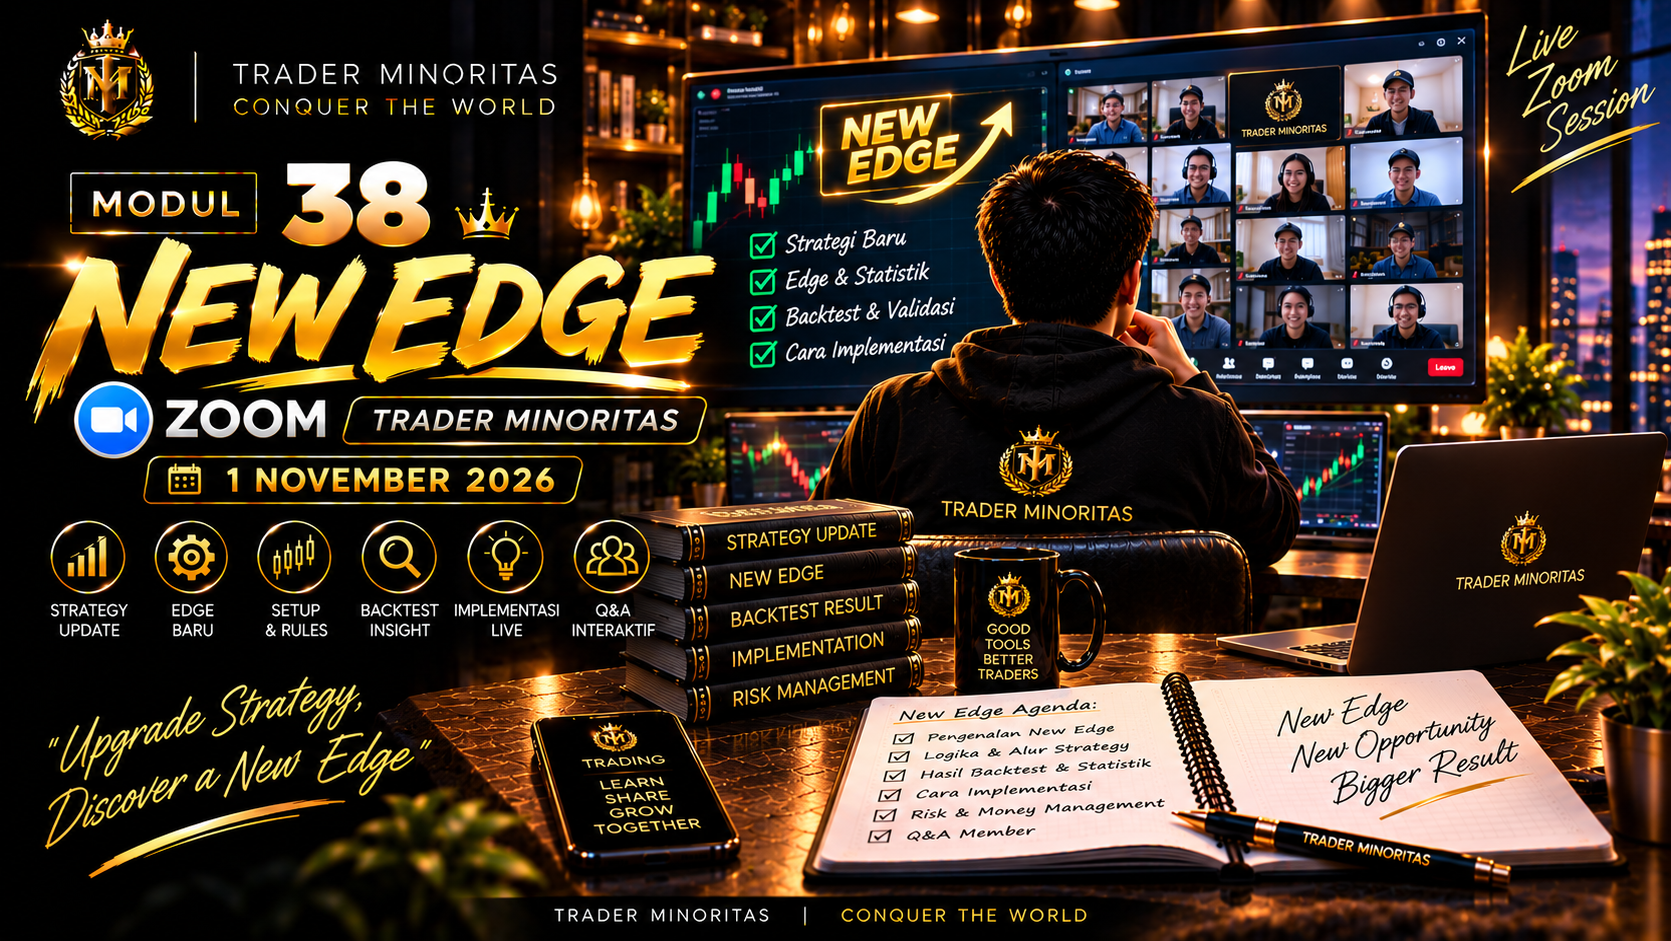 TRADER MINORITAS
CONQUER THE WORLD
MODUL 38
NEW EDGE
ZOOM
TRADER MINORITAS
1 NOVEMBER 2026
STRATEGY UPDATE
EDGE BARU
SETUP & RULES
BACKTEST INSIGHT
IMPLEMENTASI LIVE
Q&A INTERAKTIF
"Upgrade Strategy,
Discover a New Edge"
NEW
EDGE
Strategi Baru
Edge & Statistik
Backtest & Validasi
Cara Implementasi
TRADER MINORITAS
Leave
Live
Zoom
Session
TRADER MINORITAS
STRATEGY UPDATE
NEW EDGE
BACKTEST RESULT
IMPLEMENTATION
RISK MANAGEMENT
GOOD
TOOLS
BETTER
TRADERS
TRADER MINORITAS
TRADING
LEARN
SHARE
GROW
TOGETHER
New Edge Agenda:
Pengenalan New Edge
Logika & Alur Strategy
Hasil Backtest & Statistik
Cara Implementasi
Risk & Money Management
Q&A Member
New Edge
New Opportunity
Bigger Result
TRADER MINORITAS
TRADER MINORITAS | CONQUER THE WORLD